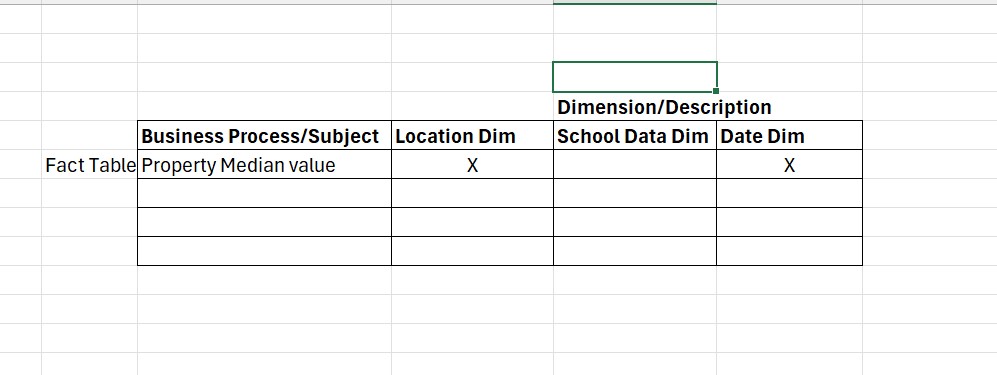 Dimension/Description
Business Process/Subject Location Dim School Data Dim Date Dim
Fact Table Property Median value X X